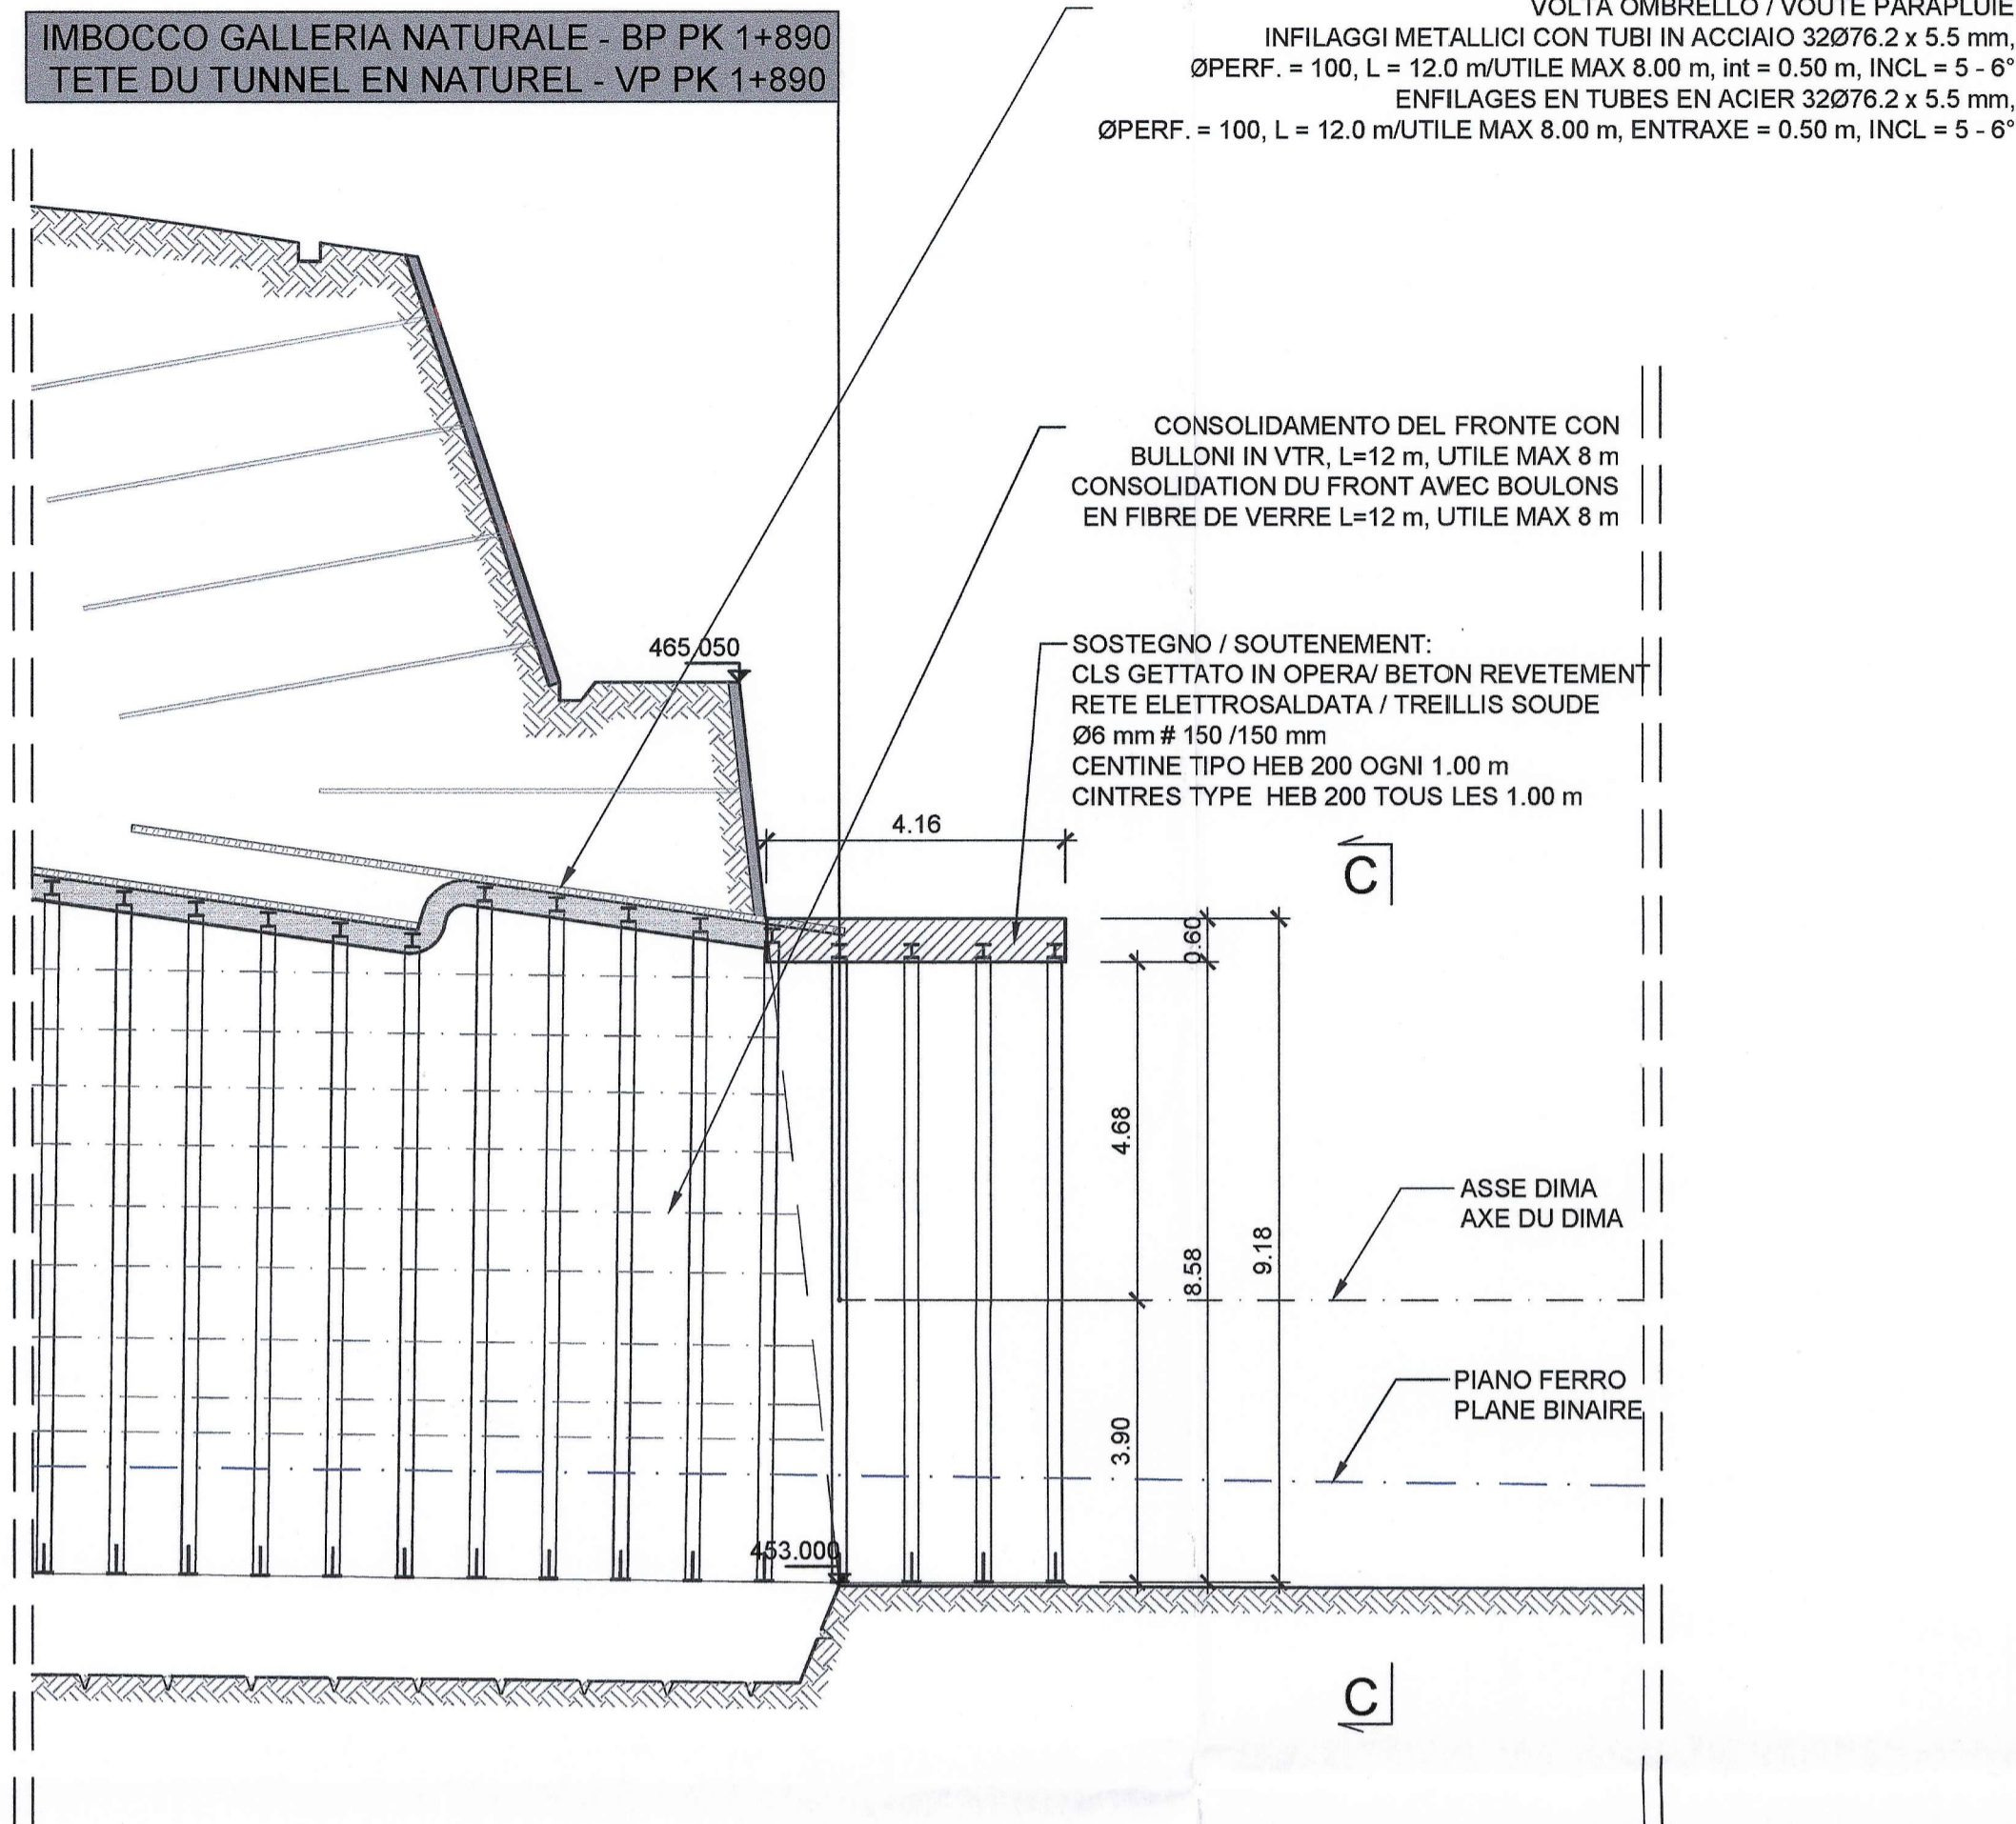 IMBOCCO GALLERIA NATURALE - BP PK 1+890
TETE DU TUNNEL EN NATUREL - VP PK 1+890
VOLTA OMBRELLO / VOUTE PARAPLUIE
INFILAGGI METALLICI CON TUBI IN ACCIAIO 32Ø76.2 x 5.5 mm,
ØPERF. = 100, L = 12.0 m/UTILE MAX 8.00 m, int = 0.50 m, INCL = 5 - 6°
ENFILAGES EN TUBES EN ACIER 32Ø76.2 x 5.5 mm,
ØPERF. = 100, L = 12.0 m/UTILE MAX 8.00 m, ENTRAXE = 0.50 m, INCL = 5 - 6°
CONSOLIDAMENTO DEL FRONTE CON
BULLONI IN VTR, L=12 m, UTILE MAX 8 m
CONSOLIDATION DU FRONT AVEC BOULONS
EN FIBRE DE VERRE L=12 m, UTILE MAX 8 m
SOSTEGNO / SOUTENEMENT:
CLS GETTATO IN OPERA/ BETON REVETEMENT
RETE ELETTROSALDATA / TREILLIS SOUDE
Ø6 mm # 150 /150 mm
CENTINE TIPO HEB 200 OGNI 1.00 m
CINTRES TYPE HEB 200 TOUS LES 1.00 m
465.050
4.16
C
0.60
4.68
8.58
9.18
3.90
ASSE DIMA
AXE DU DIMA
PIANO FERRO
PLANE BINAIRE
453.000
C